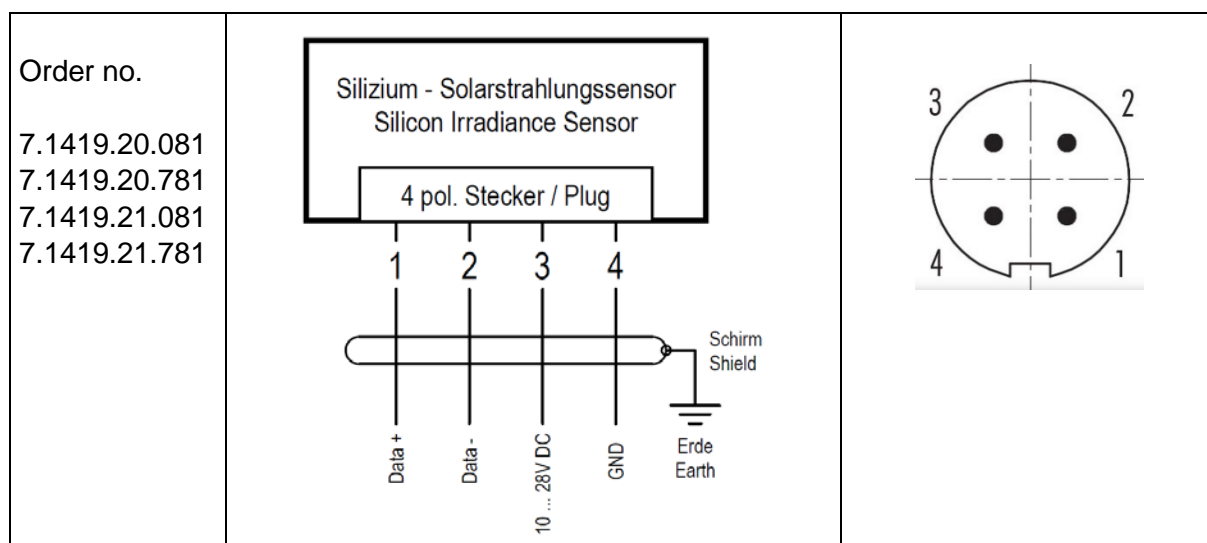 Order no.
7.1419.20.081
7.1419.20.781
7.1419.21.081
7.1419.21.781
Silizium - Solarstrahlungssensor
Silicon Irradiance Sensor
4 pol. Stecker / Plug
1 2 3 4
Schirm
Shield
Data +
Data -
10 ... 28V DC
GND
Erde
Earth
3 2
4 1